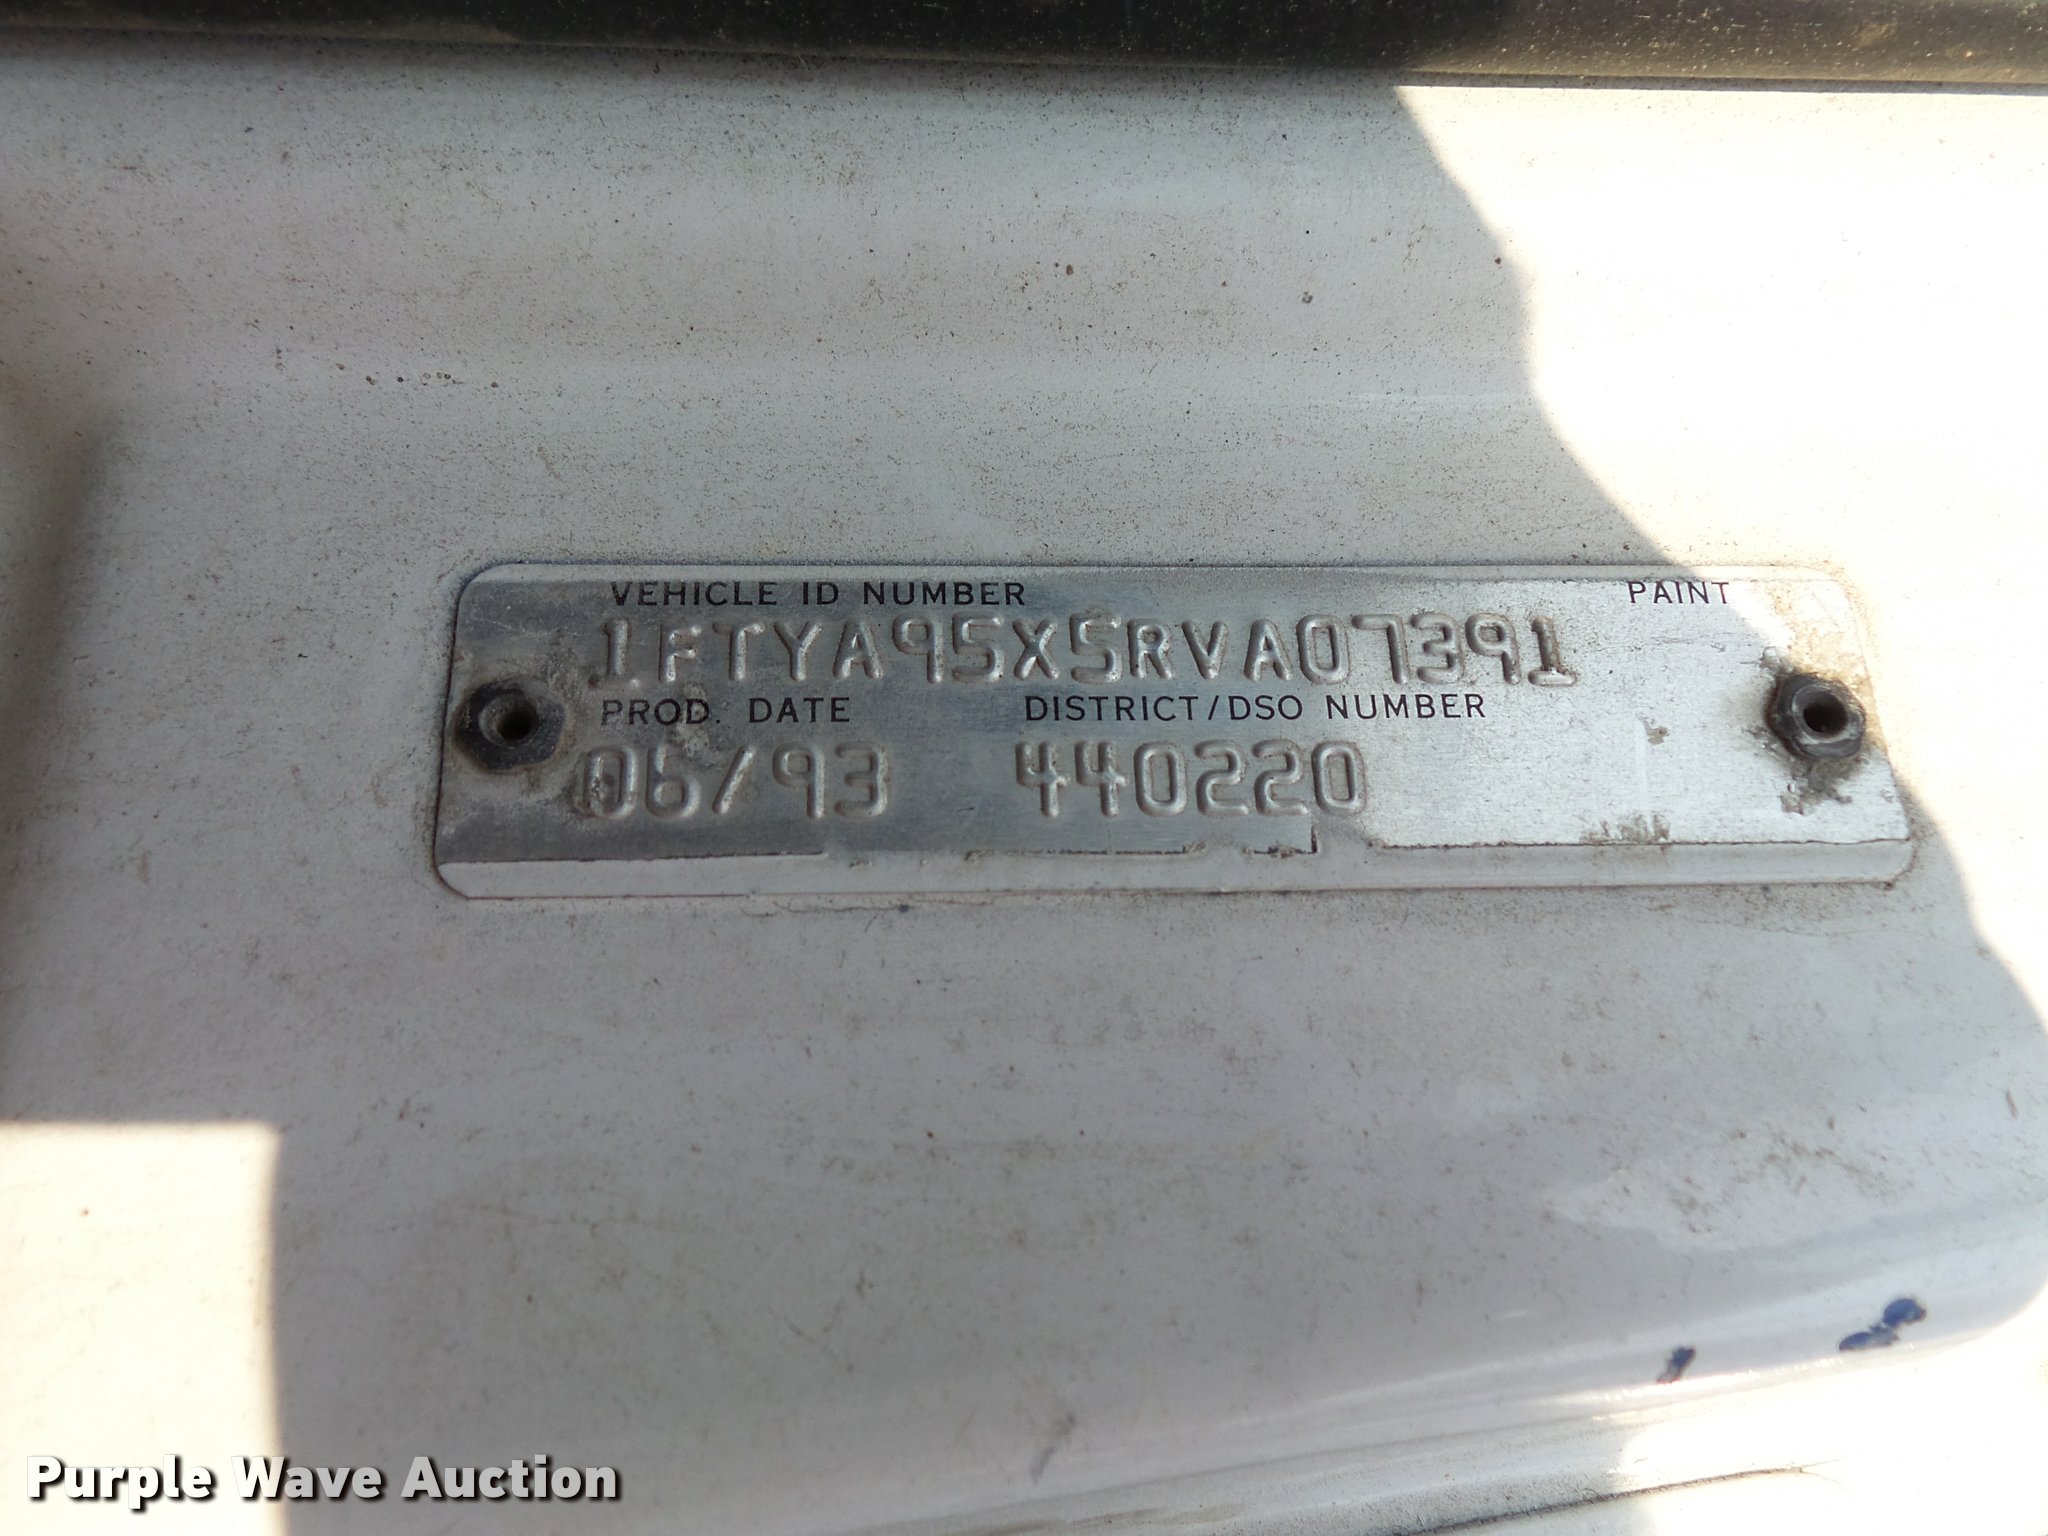 VEHICLE ID NUMBER PAINT
1FTYA95X5RVA07391
PROD. DATE DISTRICT/DSO NUMBER
06/93 440220
Purple Wave Auction